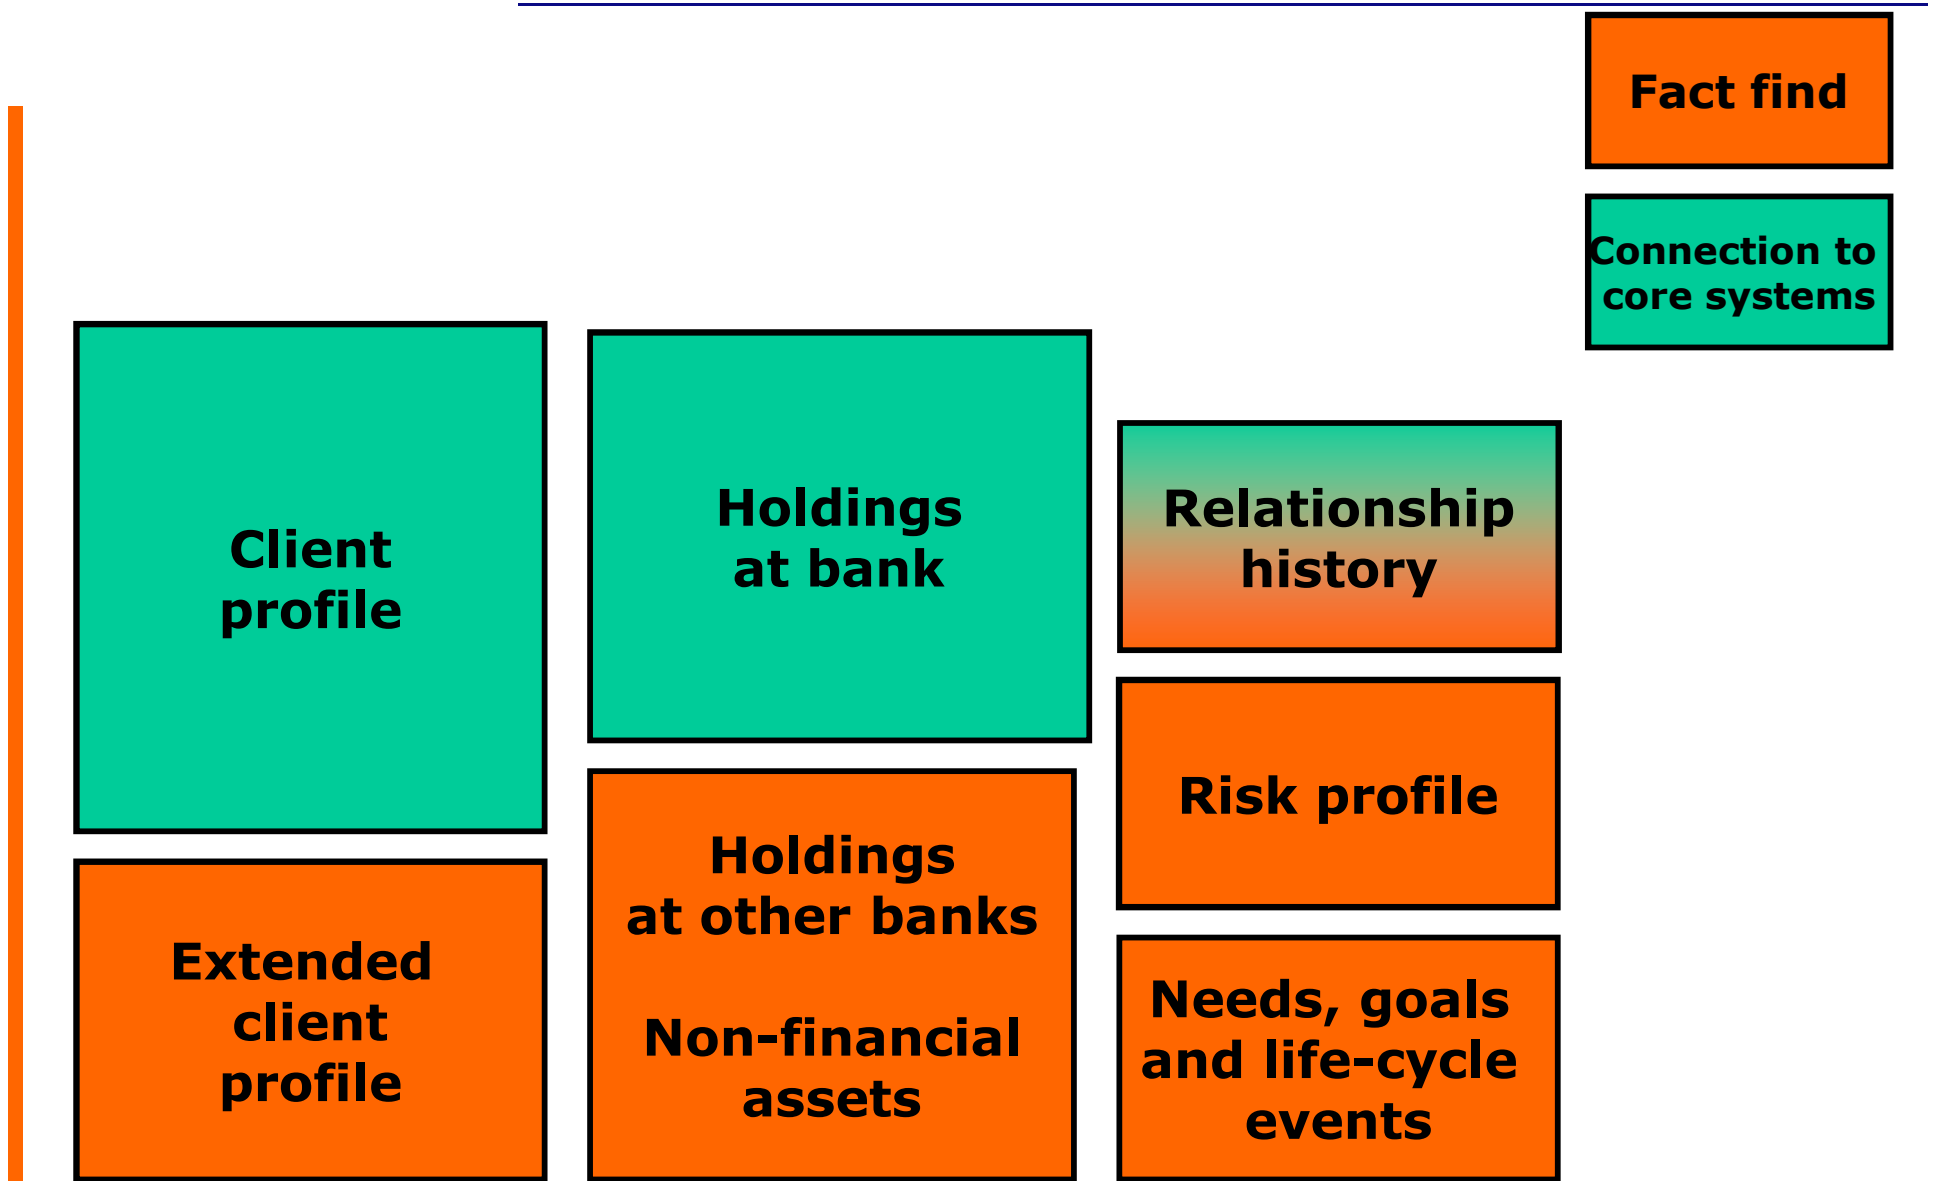 Fact find
Connection to
core systems
Client
profile
Holdings
at bank
Relationship
history
Risk profile
Extended
client
profile
Holdings
at other banks
Non-financial
assets
Needs, goals
and life-cycle
events